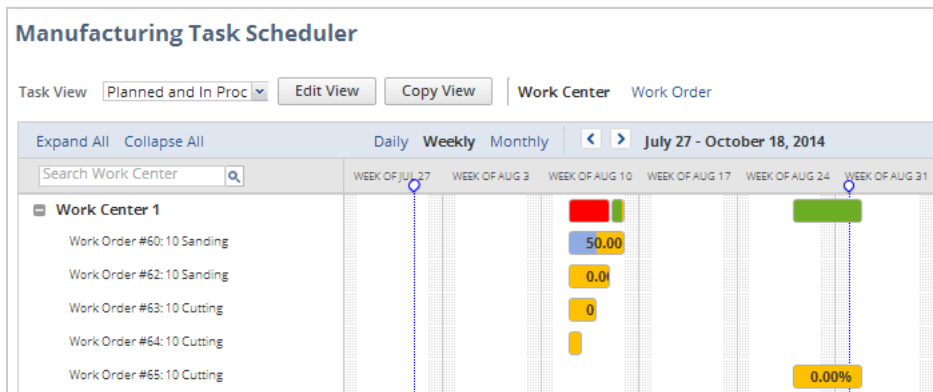 Manufacturing Task Scheduler
Task View Planned and In Proc Edit View Copy View Work Center Work Order
Expand All Collapse All Daily Weekly Monthly July 27 - October 18, 2014
Search Work Center WEEK OF JUL 27 WEEK OF AUG 3 WEEK OF AUG 10 WEEK OF AUG 17 WEEK OF AUG 24 WEEK OF AUG 31
Work Center 1
Work Order #60: 10 Sanding 50.00
Work Order #62: 10 Sanding 0.0
Work Order #63: 10 Cutting 0
Work Order #64: 10 Cutting
Work Order #65: 10 Cutting 0.00%